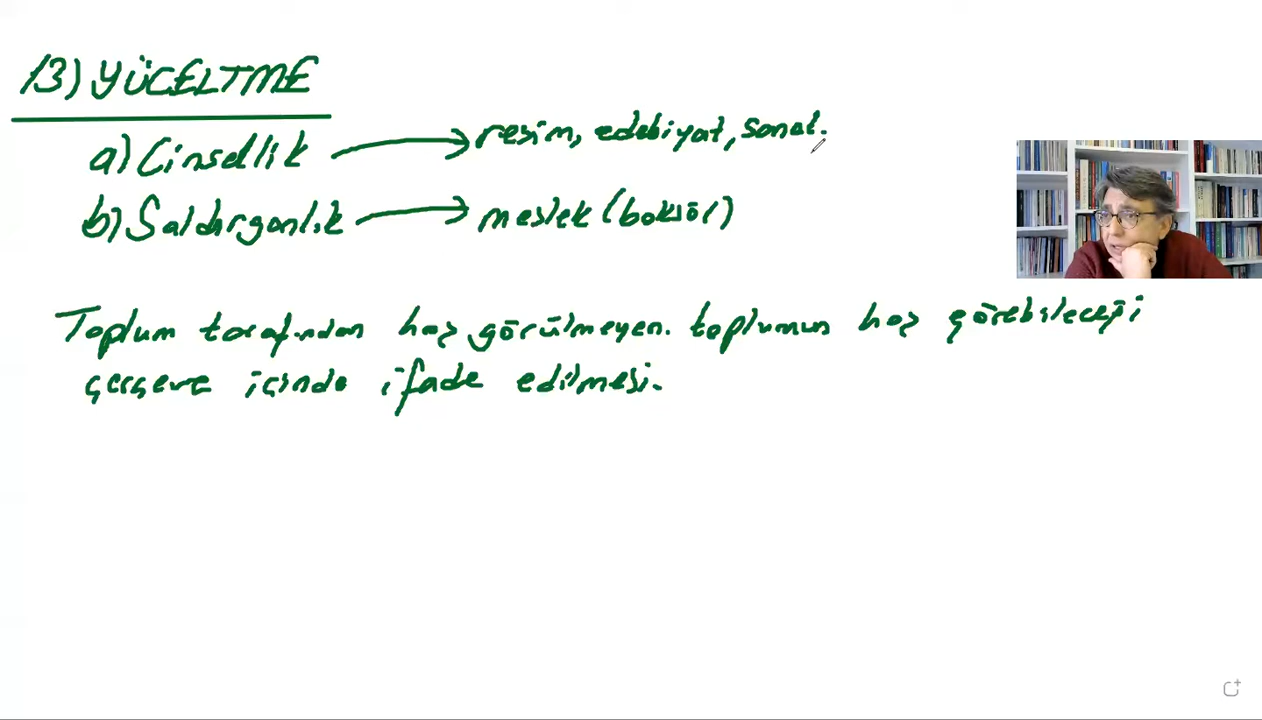 13) YÜCELTME
a) Cinsellik → resim, edebiyat, sanat.
b) Saldırganlık → meslek (boksör)
Toplum tarafından hoş görülmeyen. toplumun hoş görebileceği
çerçeve içinde ifade edilmesi.